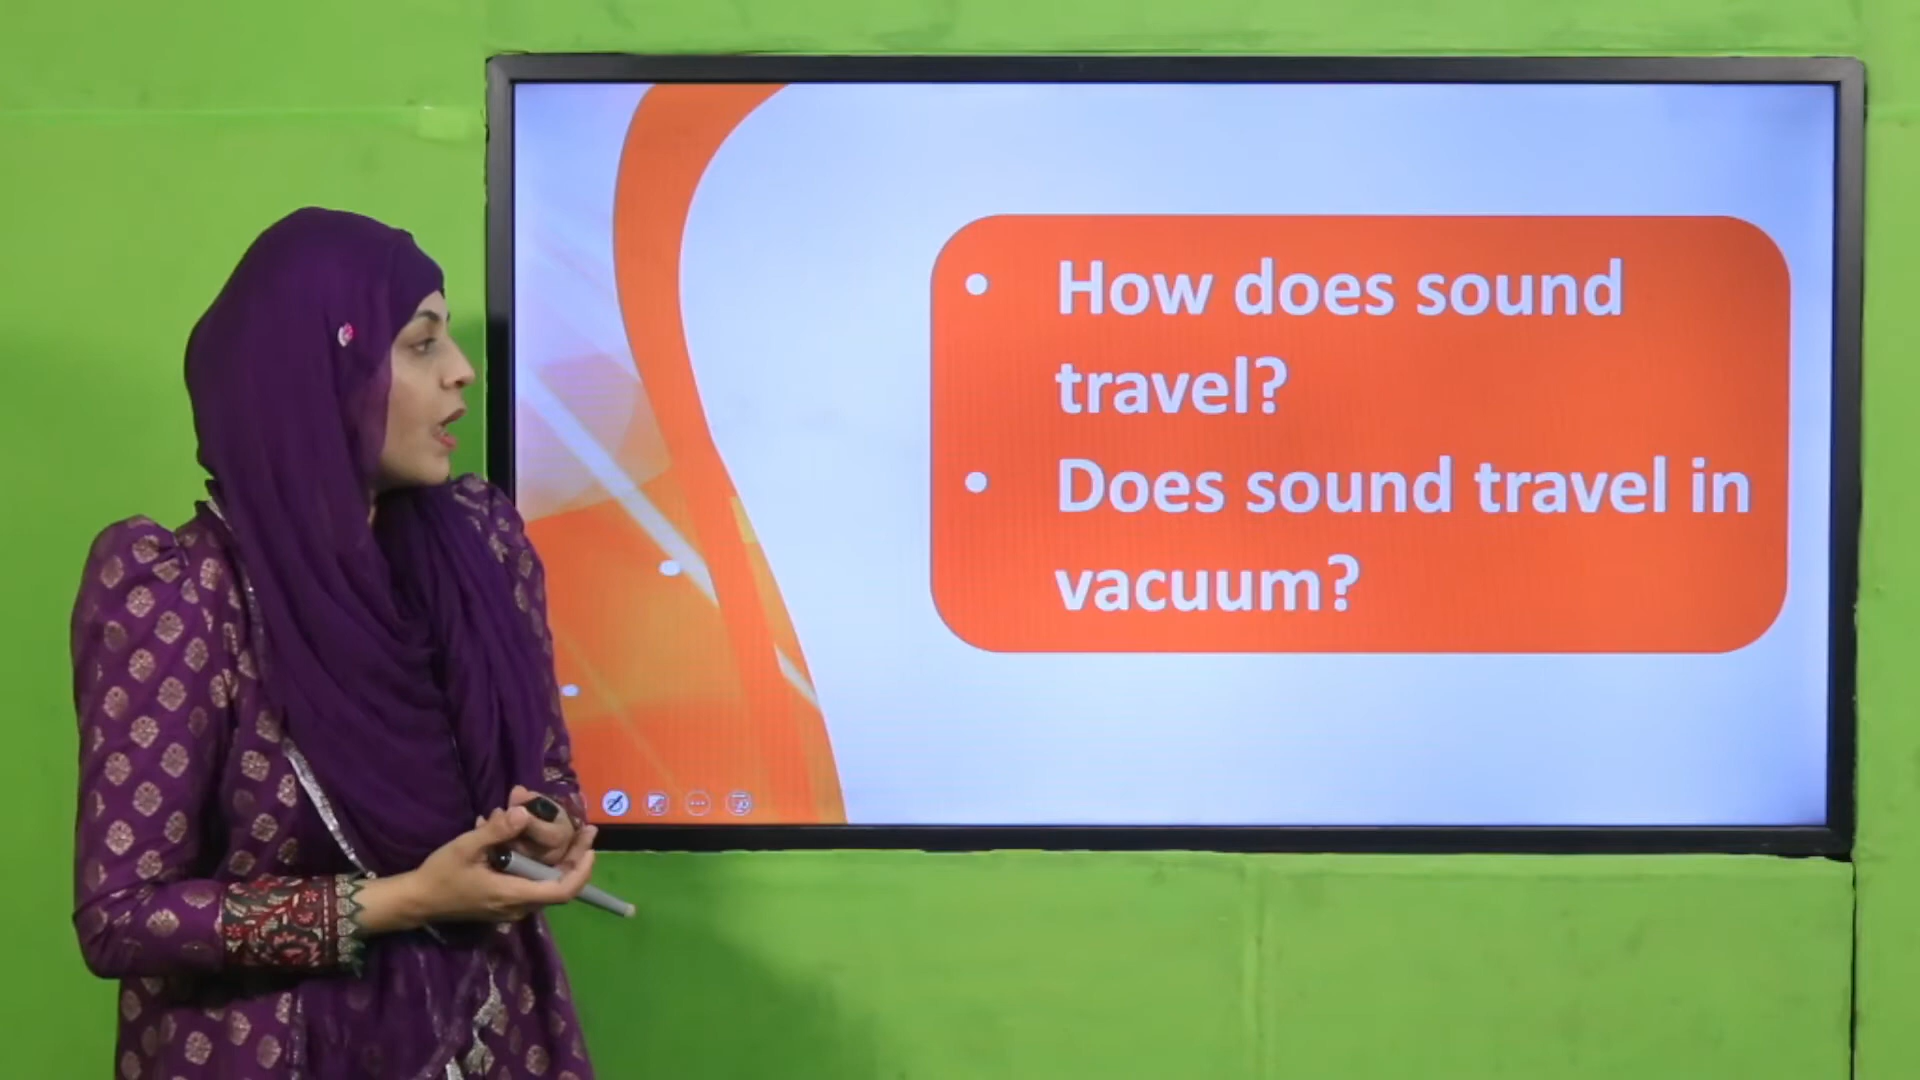 • How does sound
travel?
• Does sound travel in
vacuum?